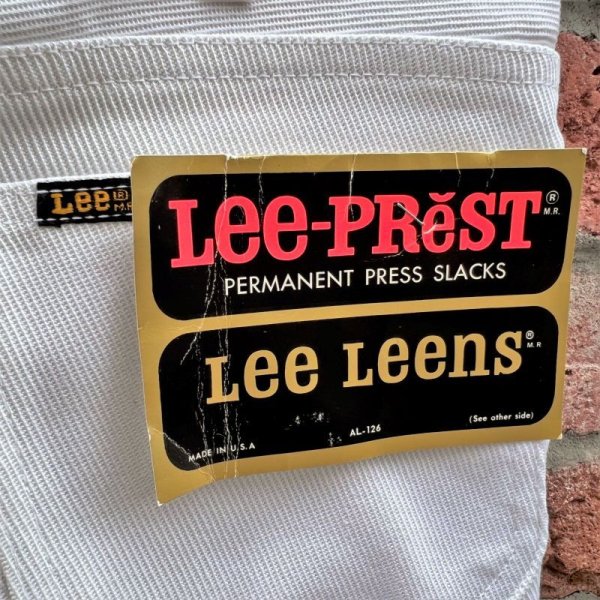 Lee® M.R.
Lee-PRĕST® M.R.
PERMANENT PRESS SLACKS
Lee Leens® M.R
(See other side)
AL-126
MADE IN U.S.A